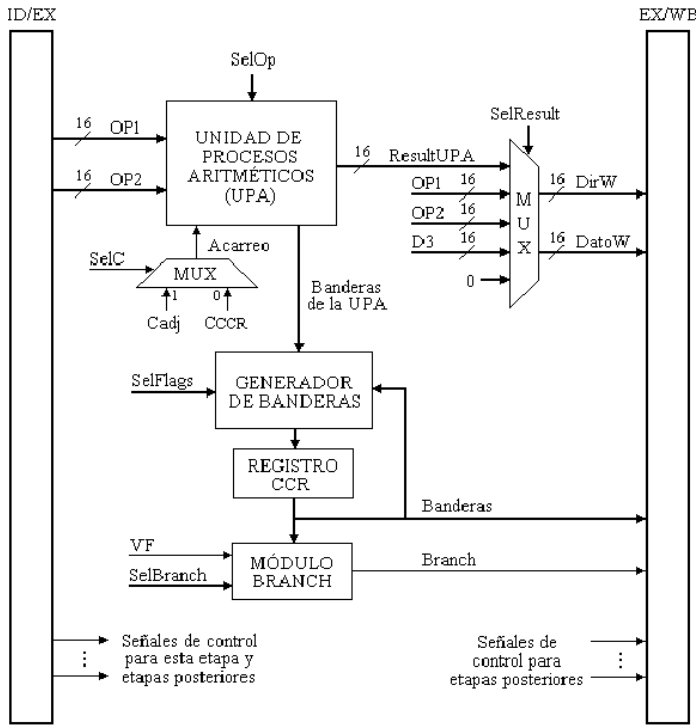 ID/EX
EX/WB
SelOp
SelResult
16 OP1
16 OP2
UNIDAD DE
PROCESOS
ARITMÉTICOS
(UPA)
16 ResultUPA
OP1 16
OP2 16
D3 16
0
M
U
X
16 DirW
16 DatoW
Acarreo
SelC
MUX
1 0
Cadj CCCR
Banderas
de la UPA
SelFlags
GENERADOR
DE BANDERAS
REGISTRO
CCR
Banderas
VF
SelBranch
MÓDULO
BRANCH
Branch
Señales de control
para esta etapa y
etapas posteriores
Señales de
control para
etapas posteriores